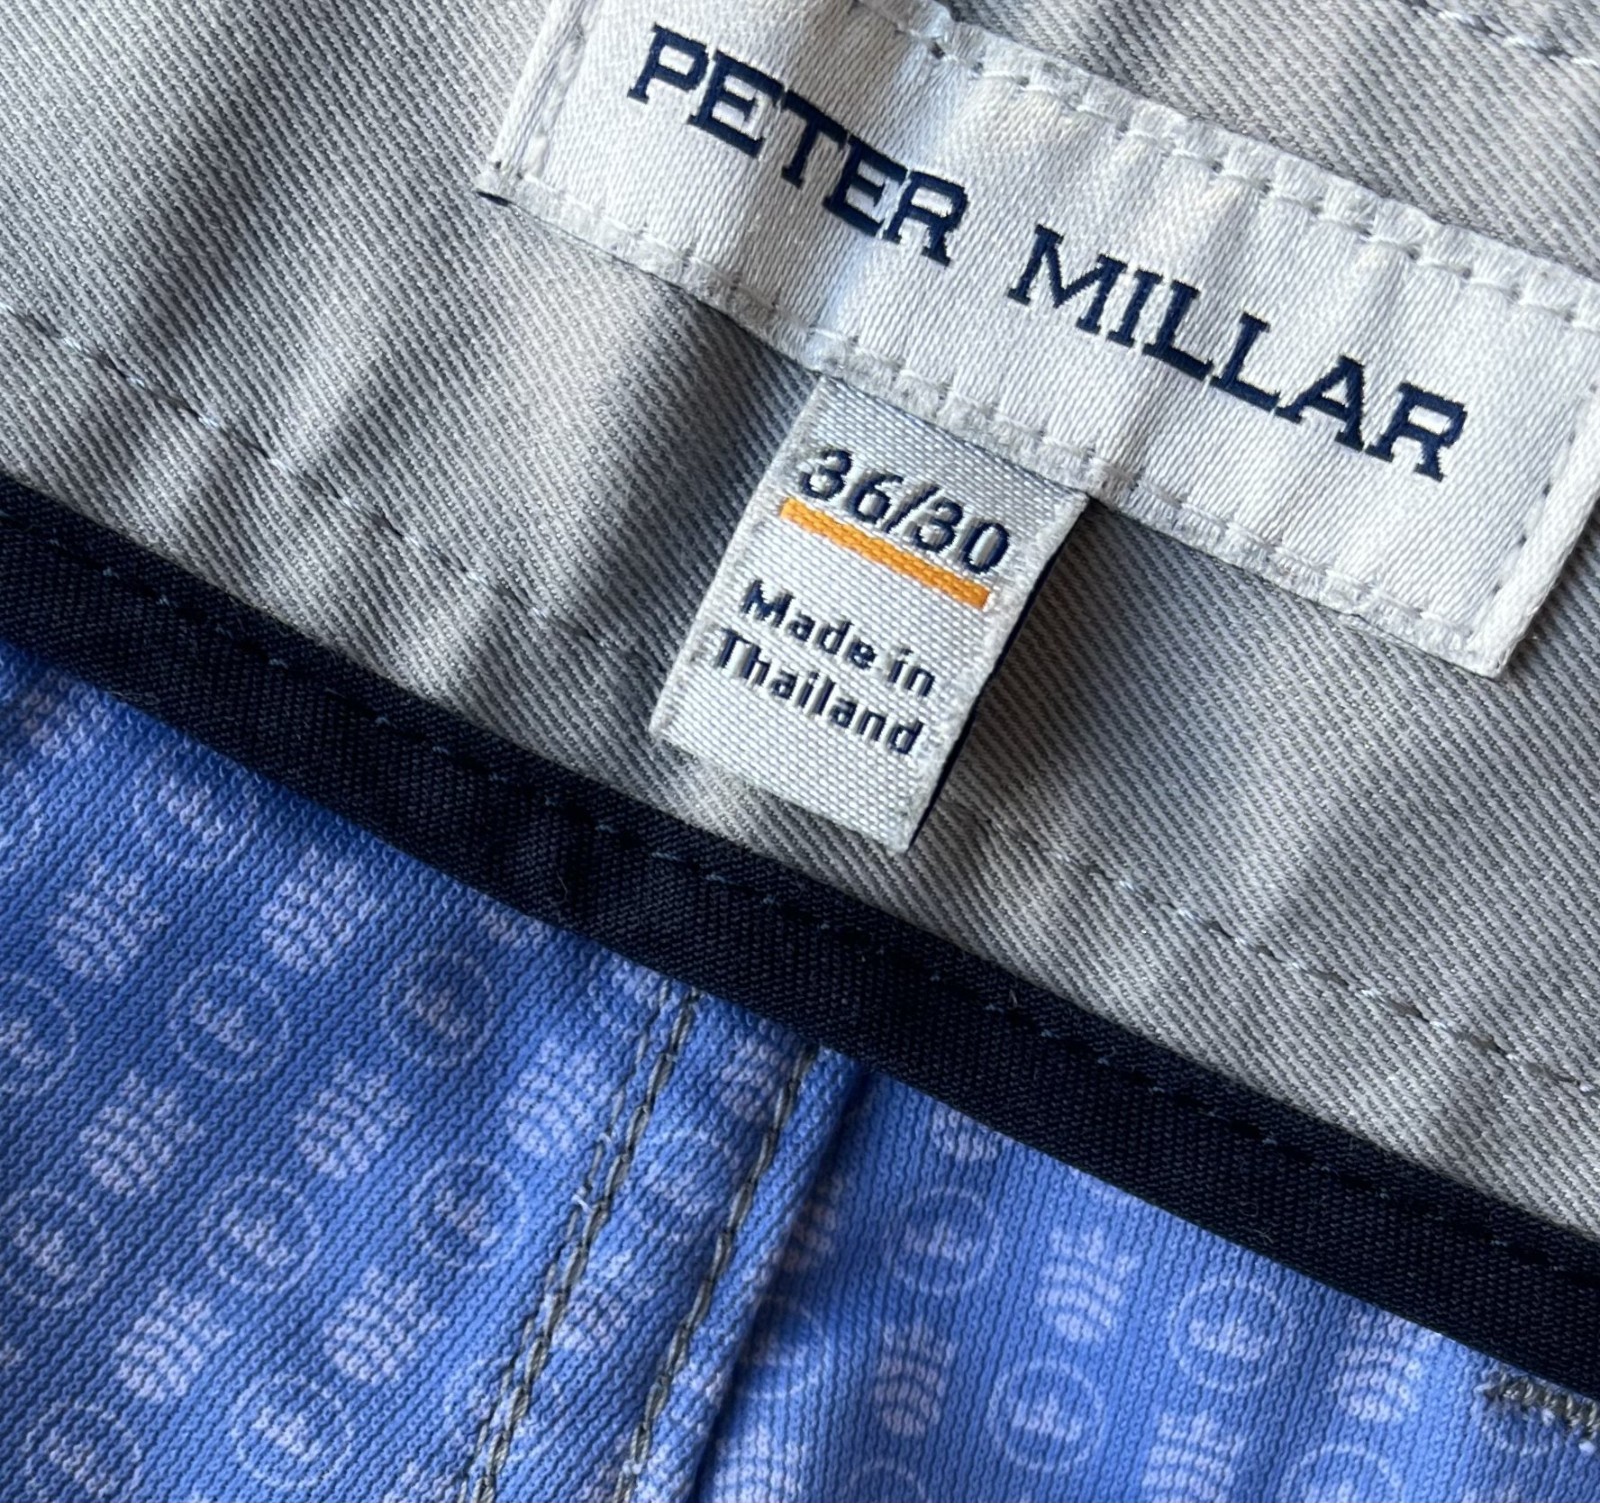 PETER MILLAR
36/30
Made in
Thailand